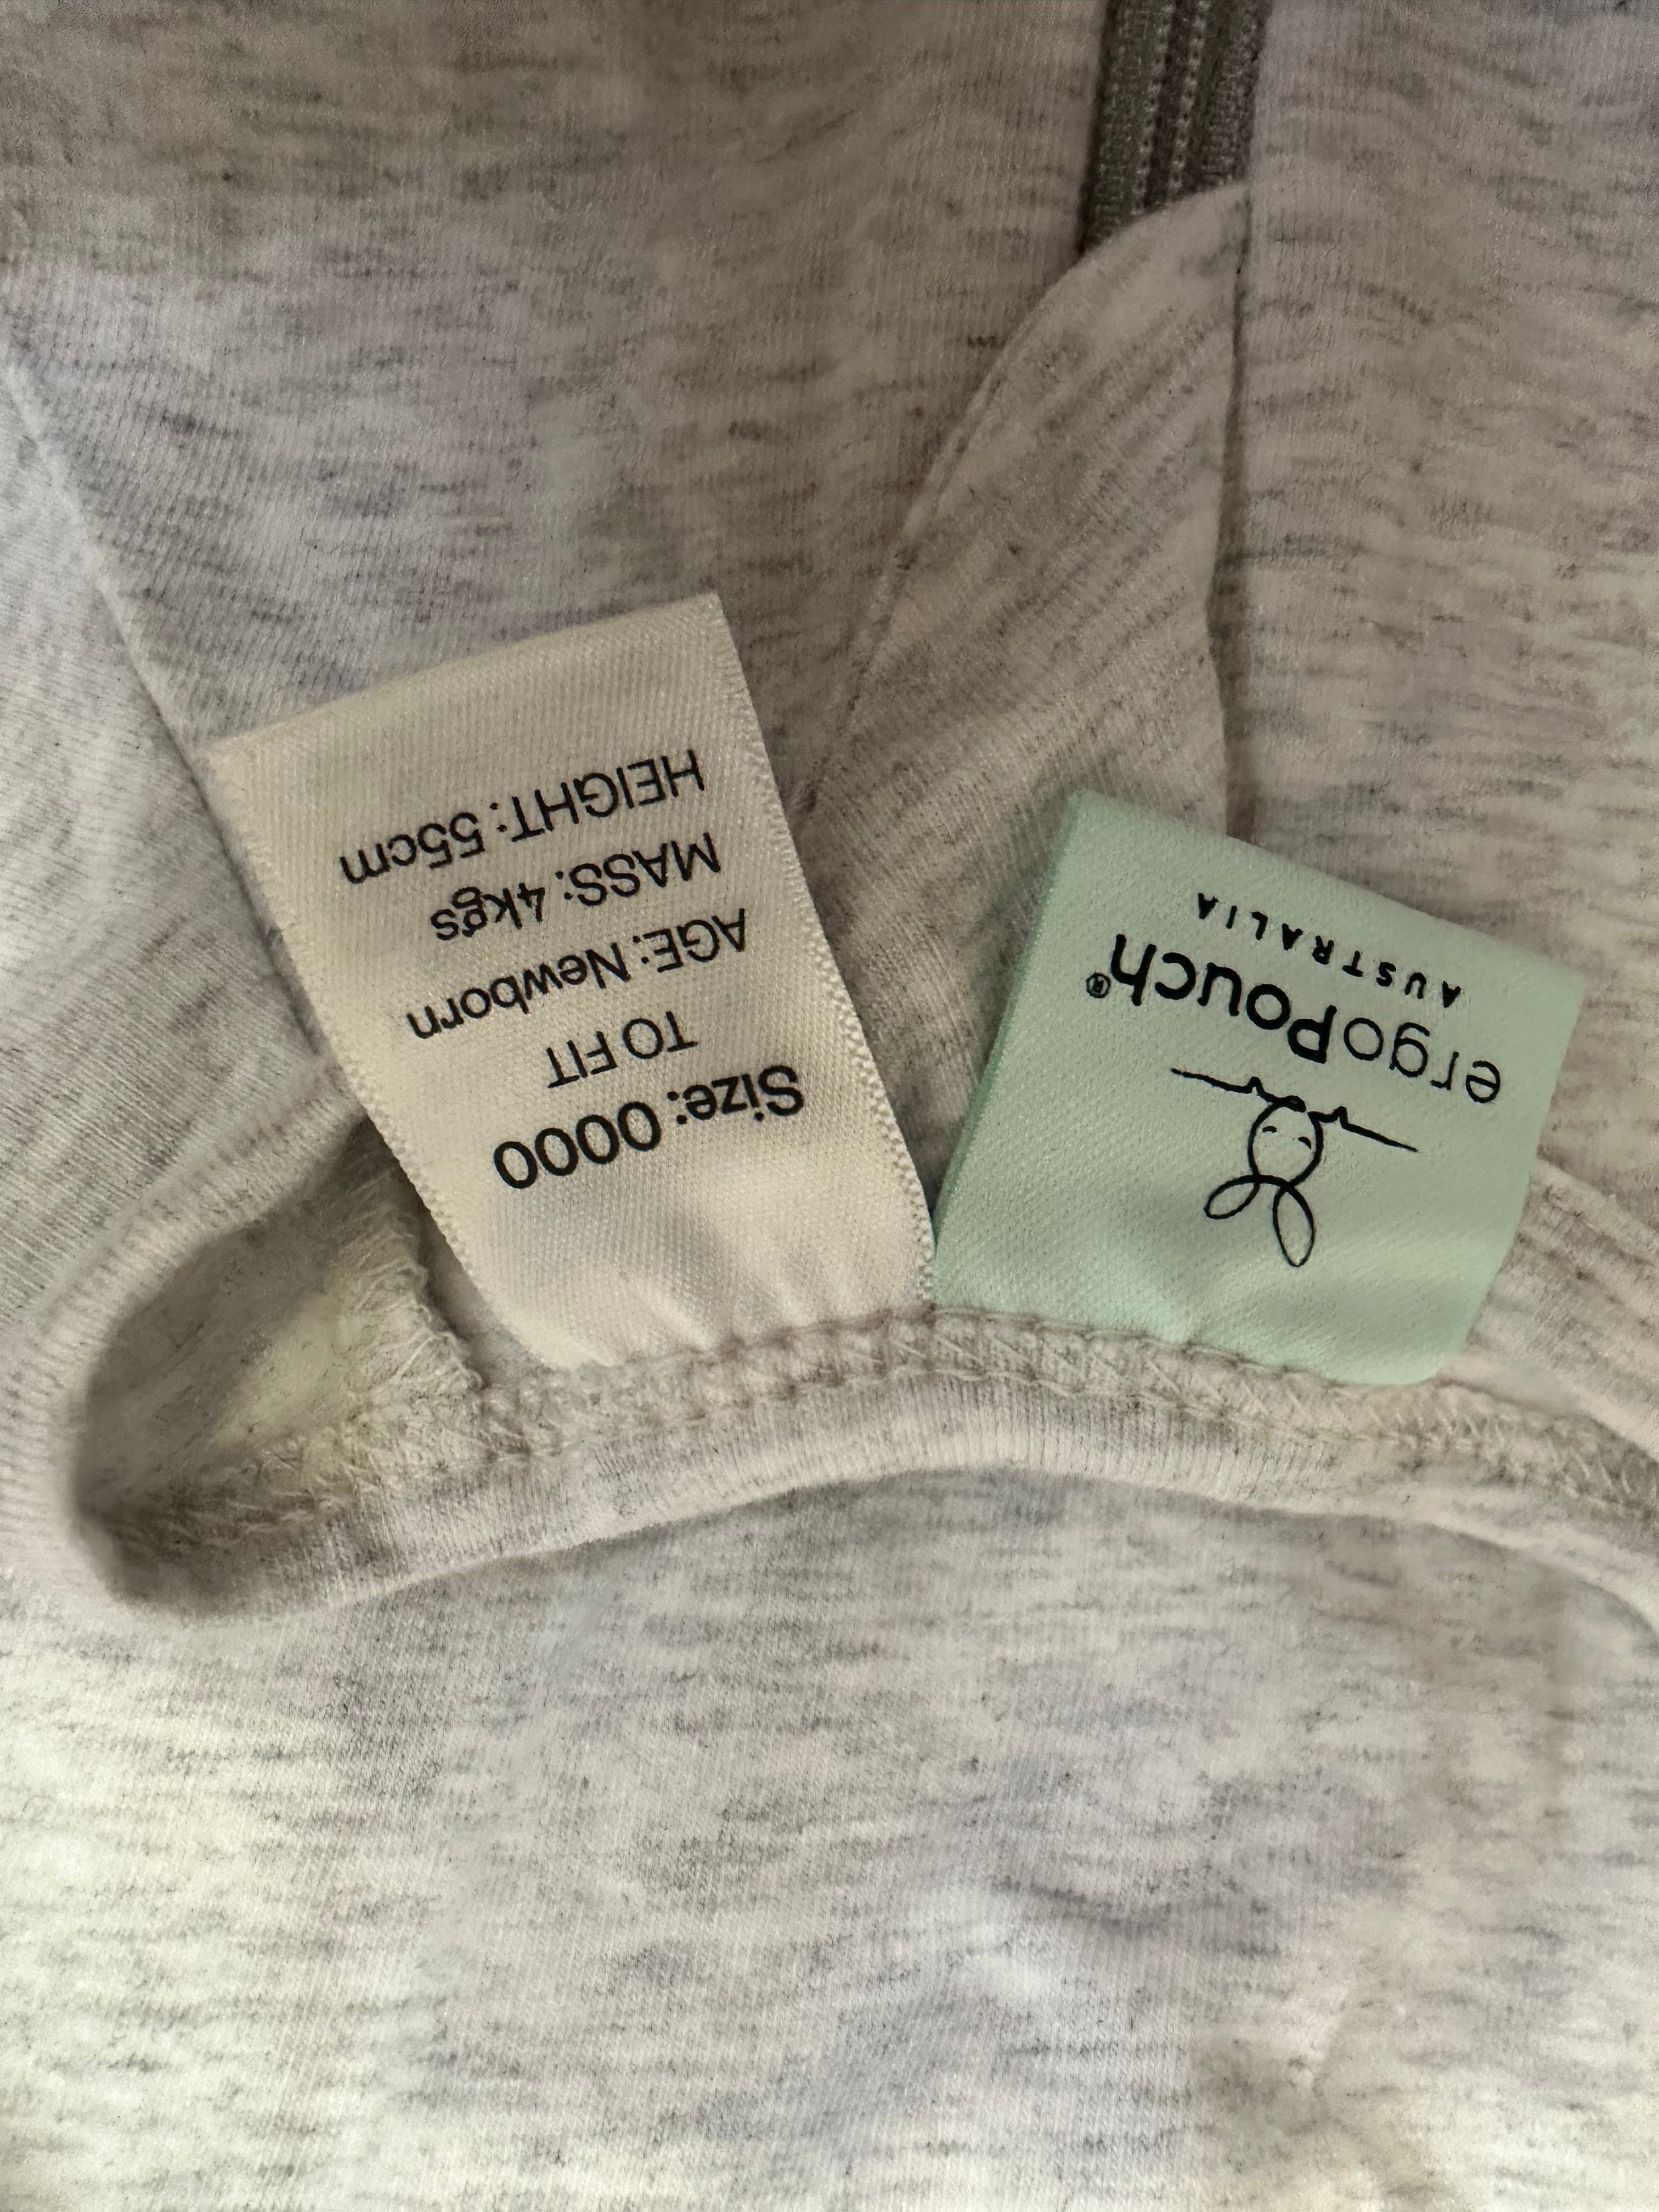 Size: 0000
TO FIT
AGE: Newborn
MASS: 4kgs
HEIGHT: 55cm
ergoPouch®
AUSTRALIA